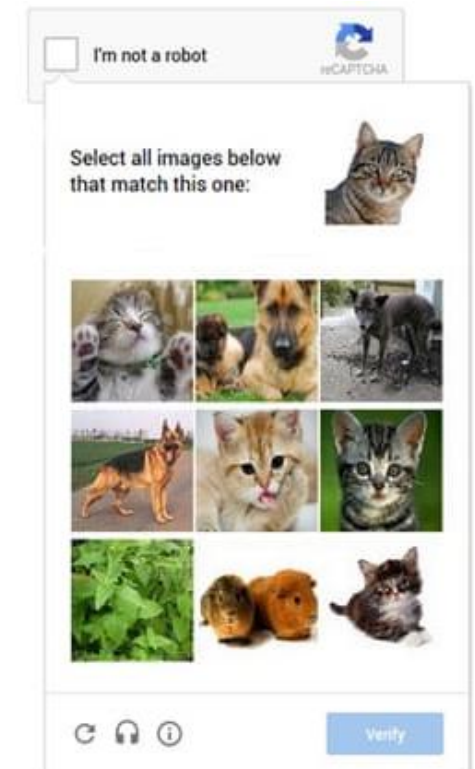 I'm not a robot
reCAPTCHA
Select all images below
that match this one:
Verify